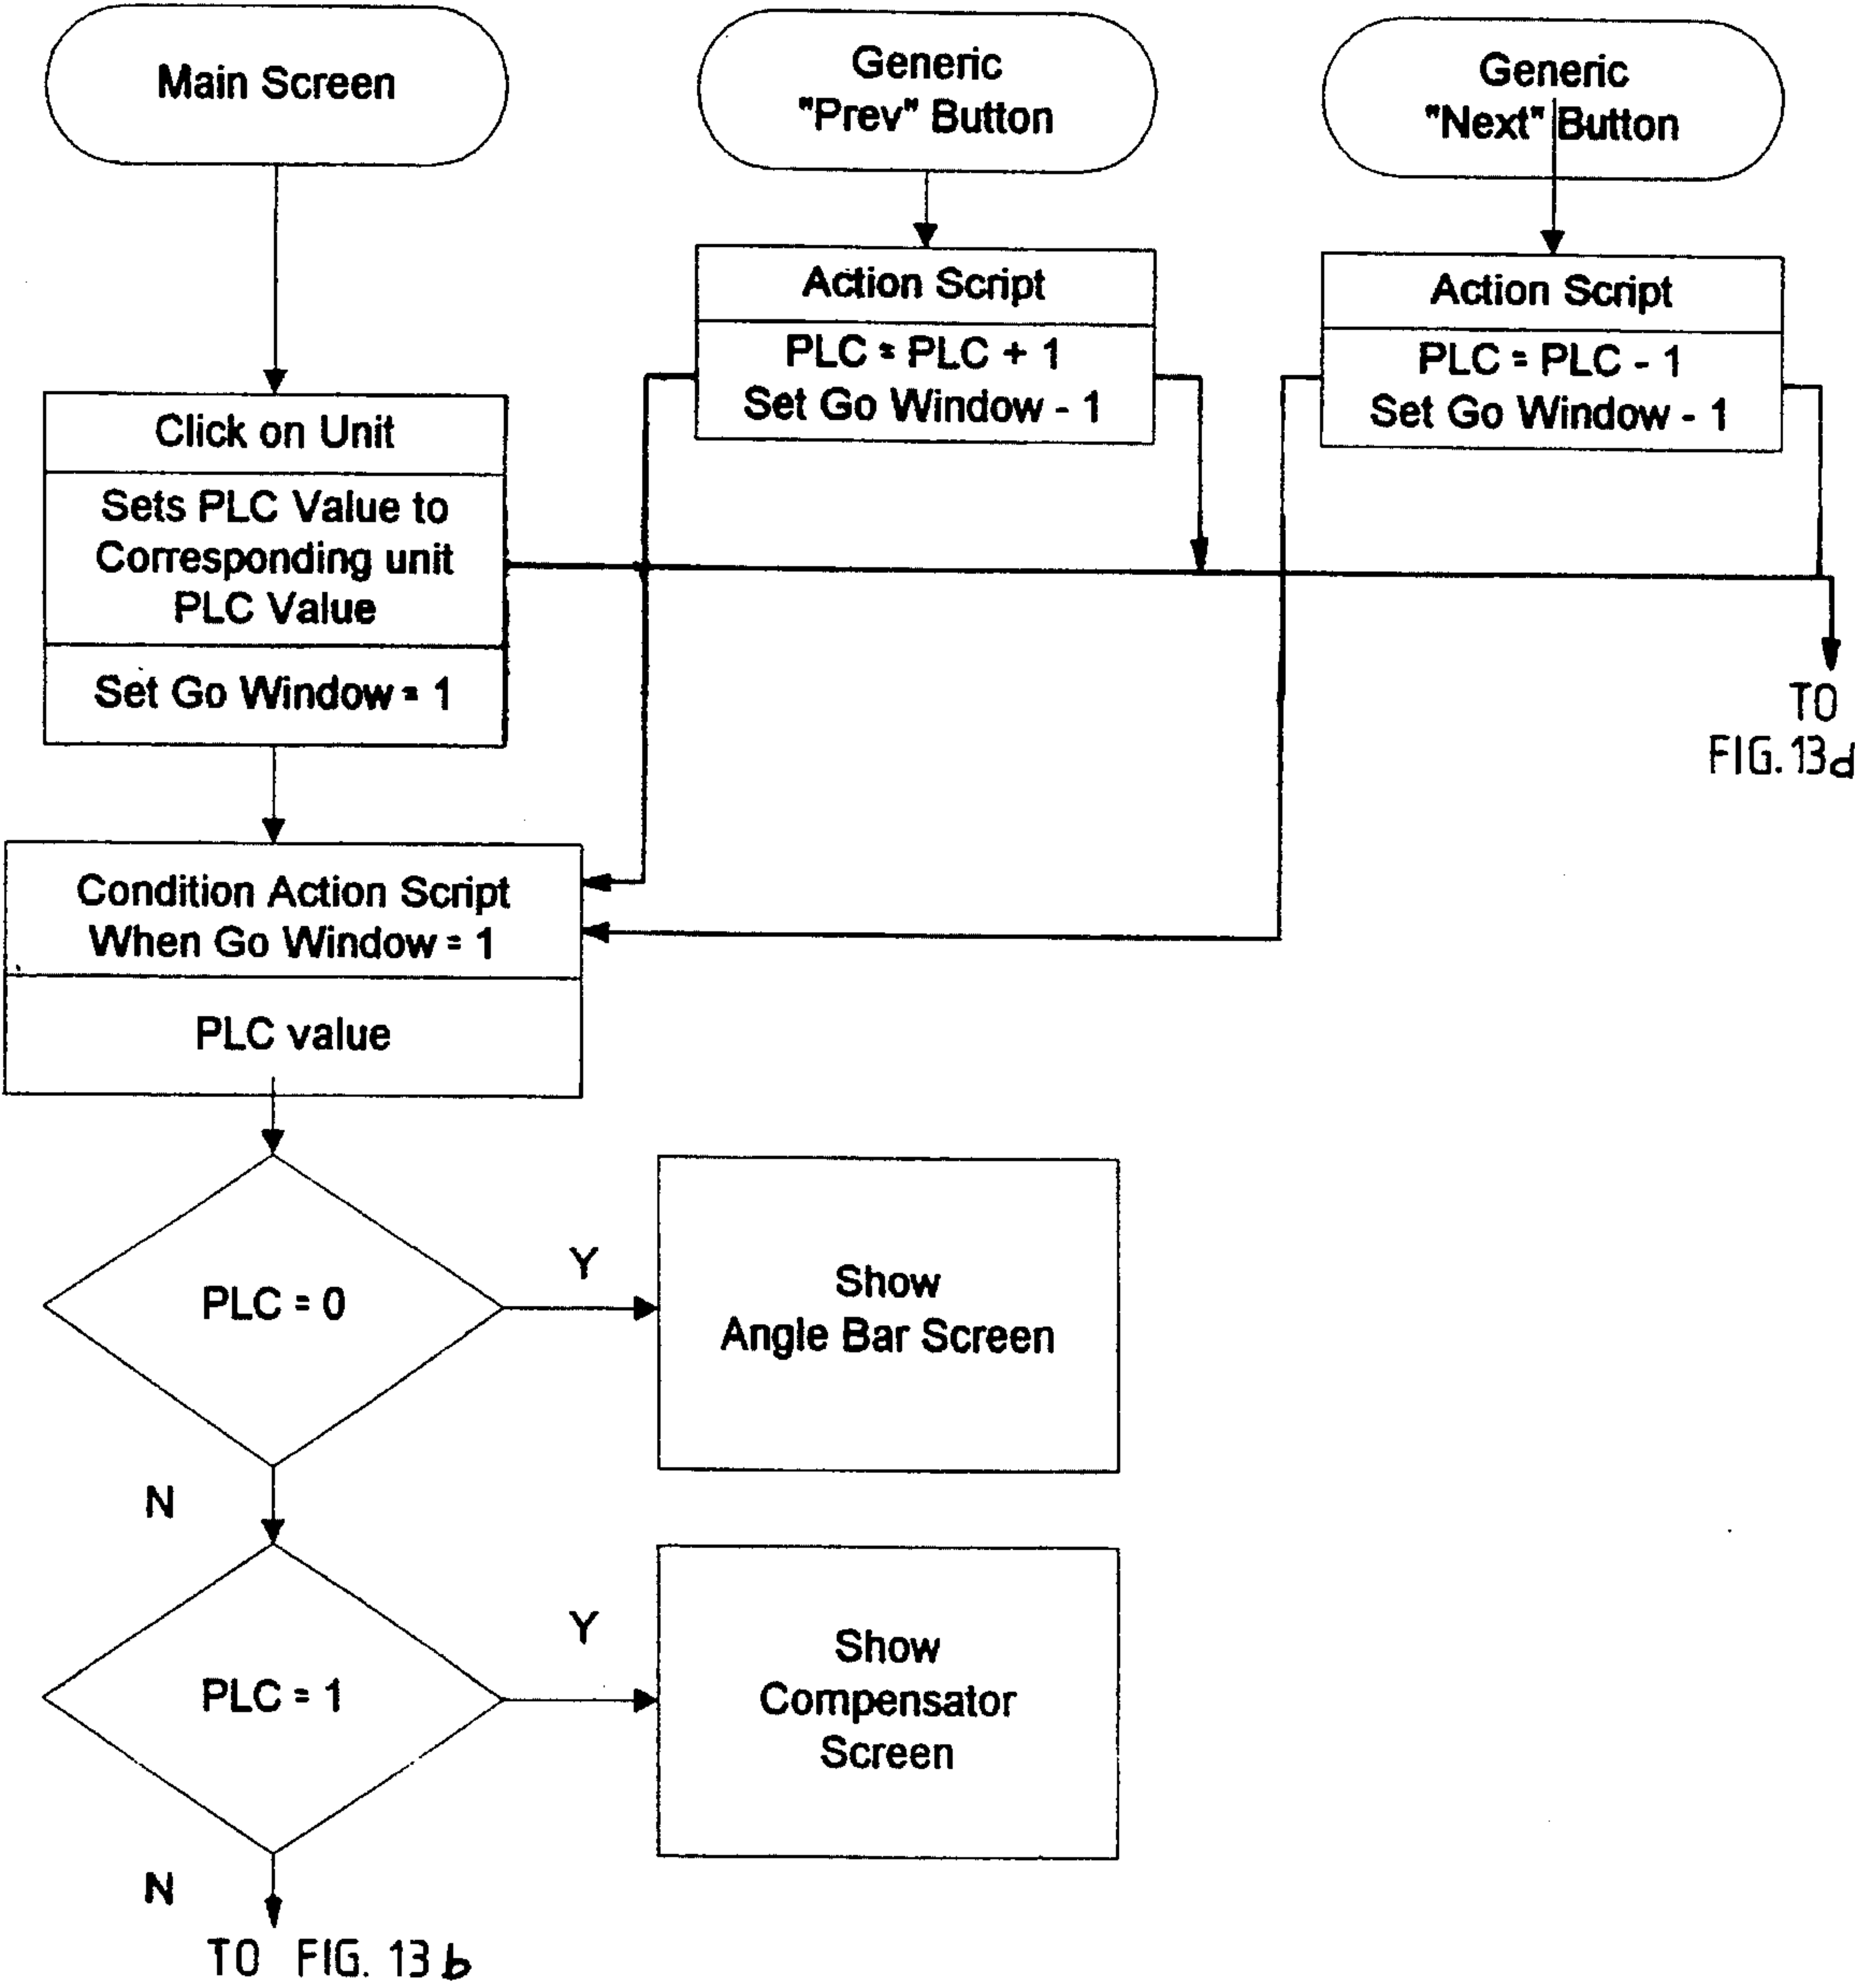 Main Screen
Generic
"Prev" Button
Generic
"Next" Button
Action Script
PLC = PLC + 1
Set Go Window - 1
Action Script
PLC = PLC - 1
Set Go Window - 1
Click on Unit
Sets PLC Value to
Corresponding unit
PLC Value
Set Go Window = 1
TO
FIG. 13d
Condition Action Script
When Go Window = 1
PLC value
PLC = 0
Y
Show
Angle Bar Screen
N
PLC = 1
Y
Show
Compensator
Screen
N
TO FIG. 13b